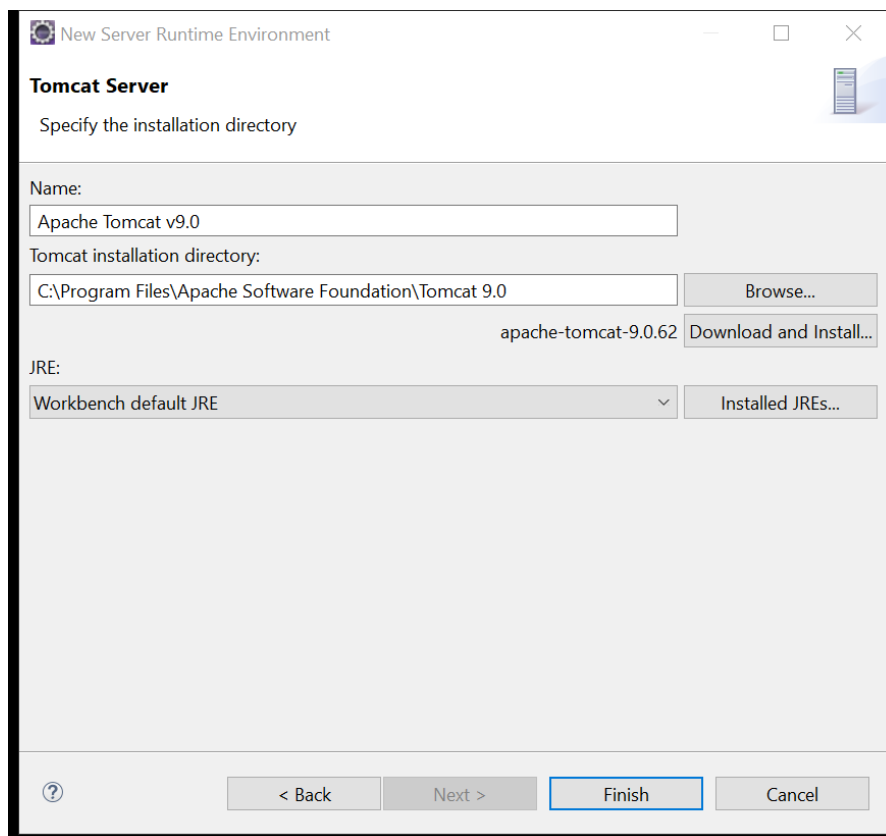 New Server Runtime Environment
Tomcat Server
Specify the installation directory
Name:
Apache Tomcat v9.0
Tomcat installation directory:
C:\Program Files\Apache Software Foundation\Tomcat 9.0
Browse...
apache-tomcat-9.0.62 Download and Install...
JRE:
Workbench default JRE
Installed JREs...
? < Back Next > Finish Cancel